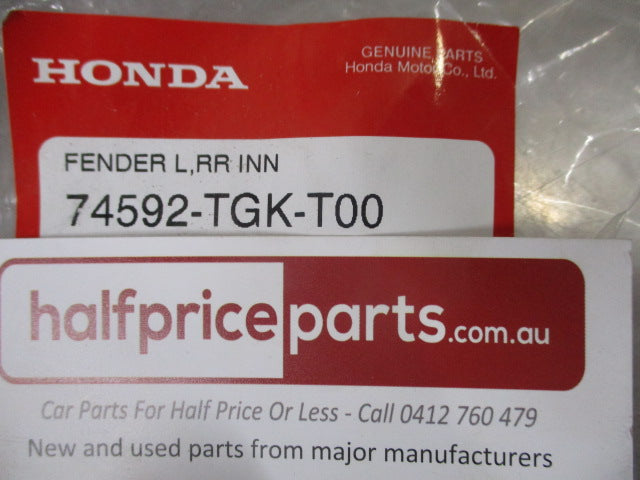 HONDA
GENUINE PARTS
Honda Motor Co., Ltd.
FENDER L,RR INN
74592-TGK-T00
halfpriceparts.com.au
Car Parts For Half Price Or Less - Call 0412 760 479
New and used parts from major manufacturers